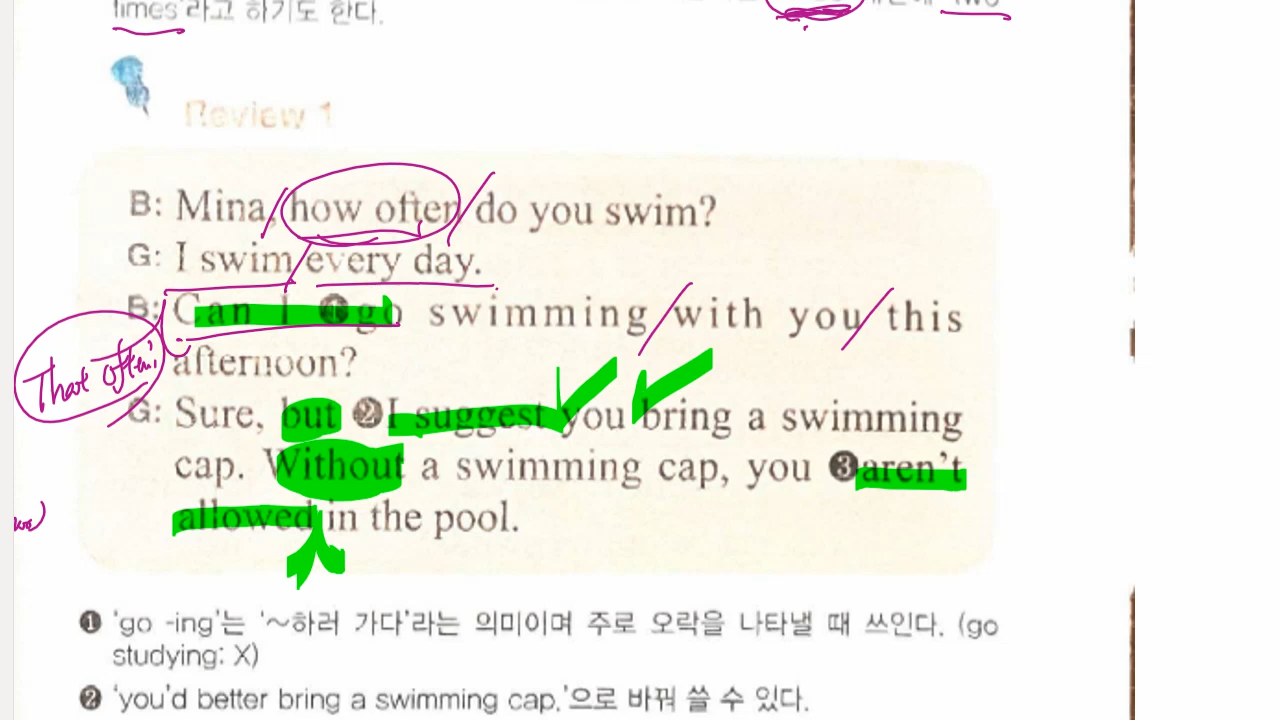 times'라고 하기도 한다.
Review 1
B: Mina, how often do you swim?
G: I swim every day.
B: Can I ❶go swimming with you this
afternoon?
That often!
G: Sure, but ❷I suggest you bring a swimming
cap. Without a swimming cap, you ❸aren't
allowed in the pool.
❶ 'go -ing'는 '~하러 가다'라는 의미이며 주로 오락을 나타낼 때 쓰인다. (go
studying: X)
❷ 'you'd better bring a swimming cap.'으로 바꿔 쓸 수 있다.